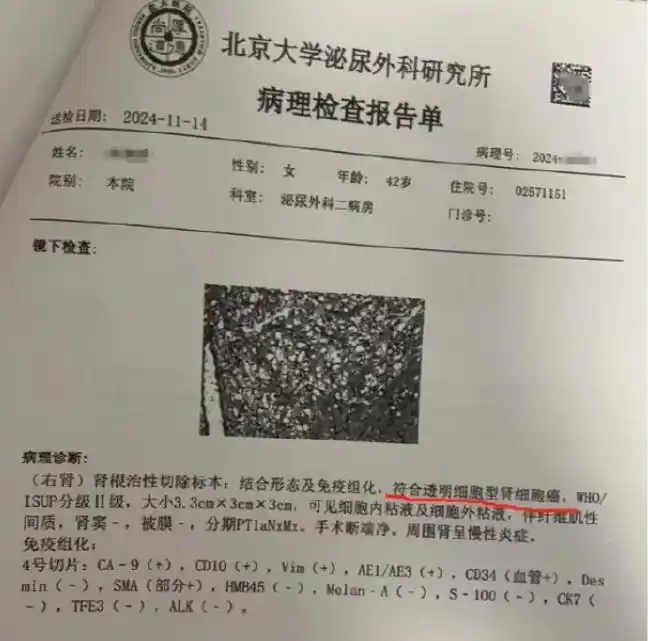 北京大学泌尿外科研究所
病理检查报告单
送检日期: 2024-11-14
病理号: 2024-
姓名:
性别: 女 年龄: 42岁 住院号: 02571151
院别: 本院
科室: 泌尿外科二病房 门诊号:
镜下检查:
病理诊断:
（右肾）肾根治性切除标本: 结合形态及免疫组化, 符合透明细胞型肾细胞癌, WHO/
ISUP分级Ⅱ级, 大小3.3cm×3cm×3cm, 可见细胞内粘液及细胞外粘液, 伴纤维肌性
间质, 肾窦-, 被膜-, 分期PT1aNxMx。手术断端净。周围肾呈慢性炎症。
免疫组化:
4号切片: CA-9（+）, CD10（+）, Vim（+）, AE1/AE3（+）, CD34（血管+）, Des
min（-）, SMA（部分+）, HMB45（-）, Melan-A（-）, S-100（-）, CK7（
-）, TFE3（-）, ALK（-）。